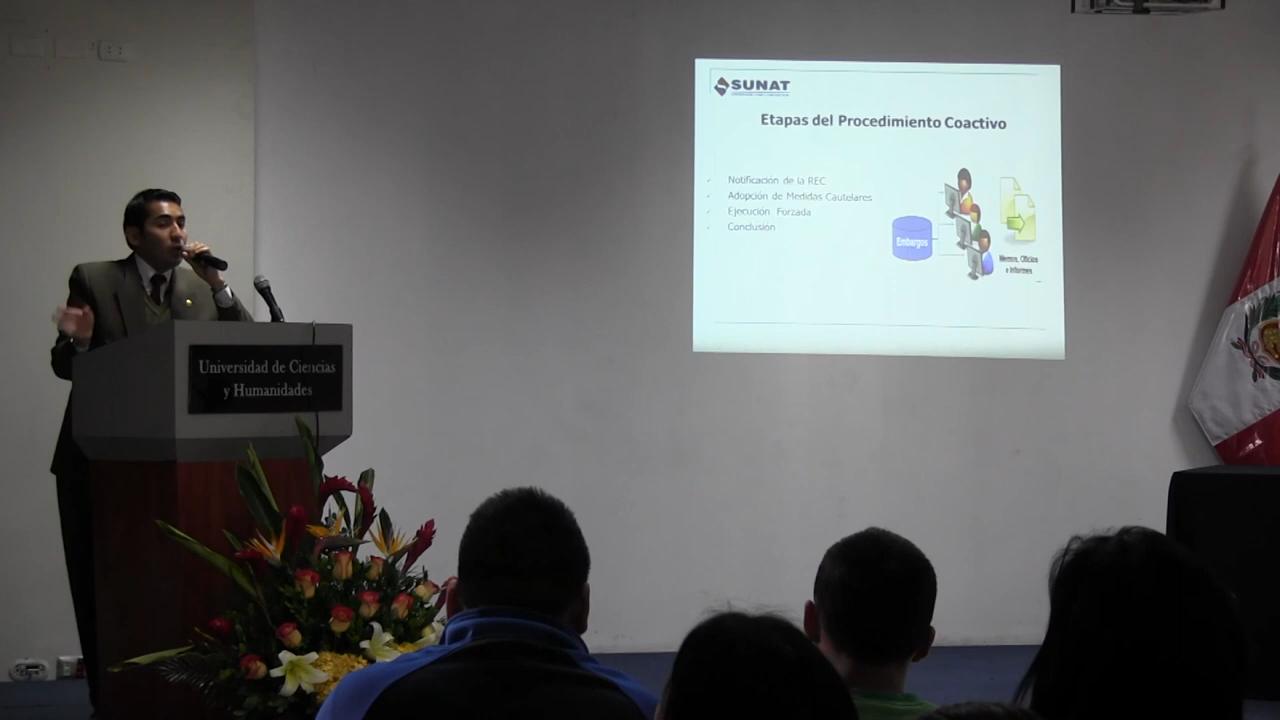 SUNAT
Etapas del Procedimiento Coactivo
Notificación de la REC
Adopción de Medidas Cautelares
Ejecución Forzada
Conclusión
Embargos
Memos, Oficios
e Informes
Universidad de Ciencias
y Humanidades